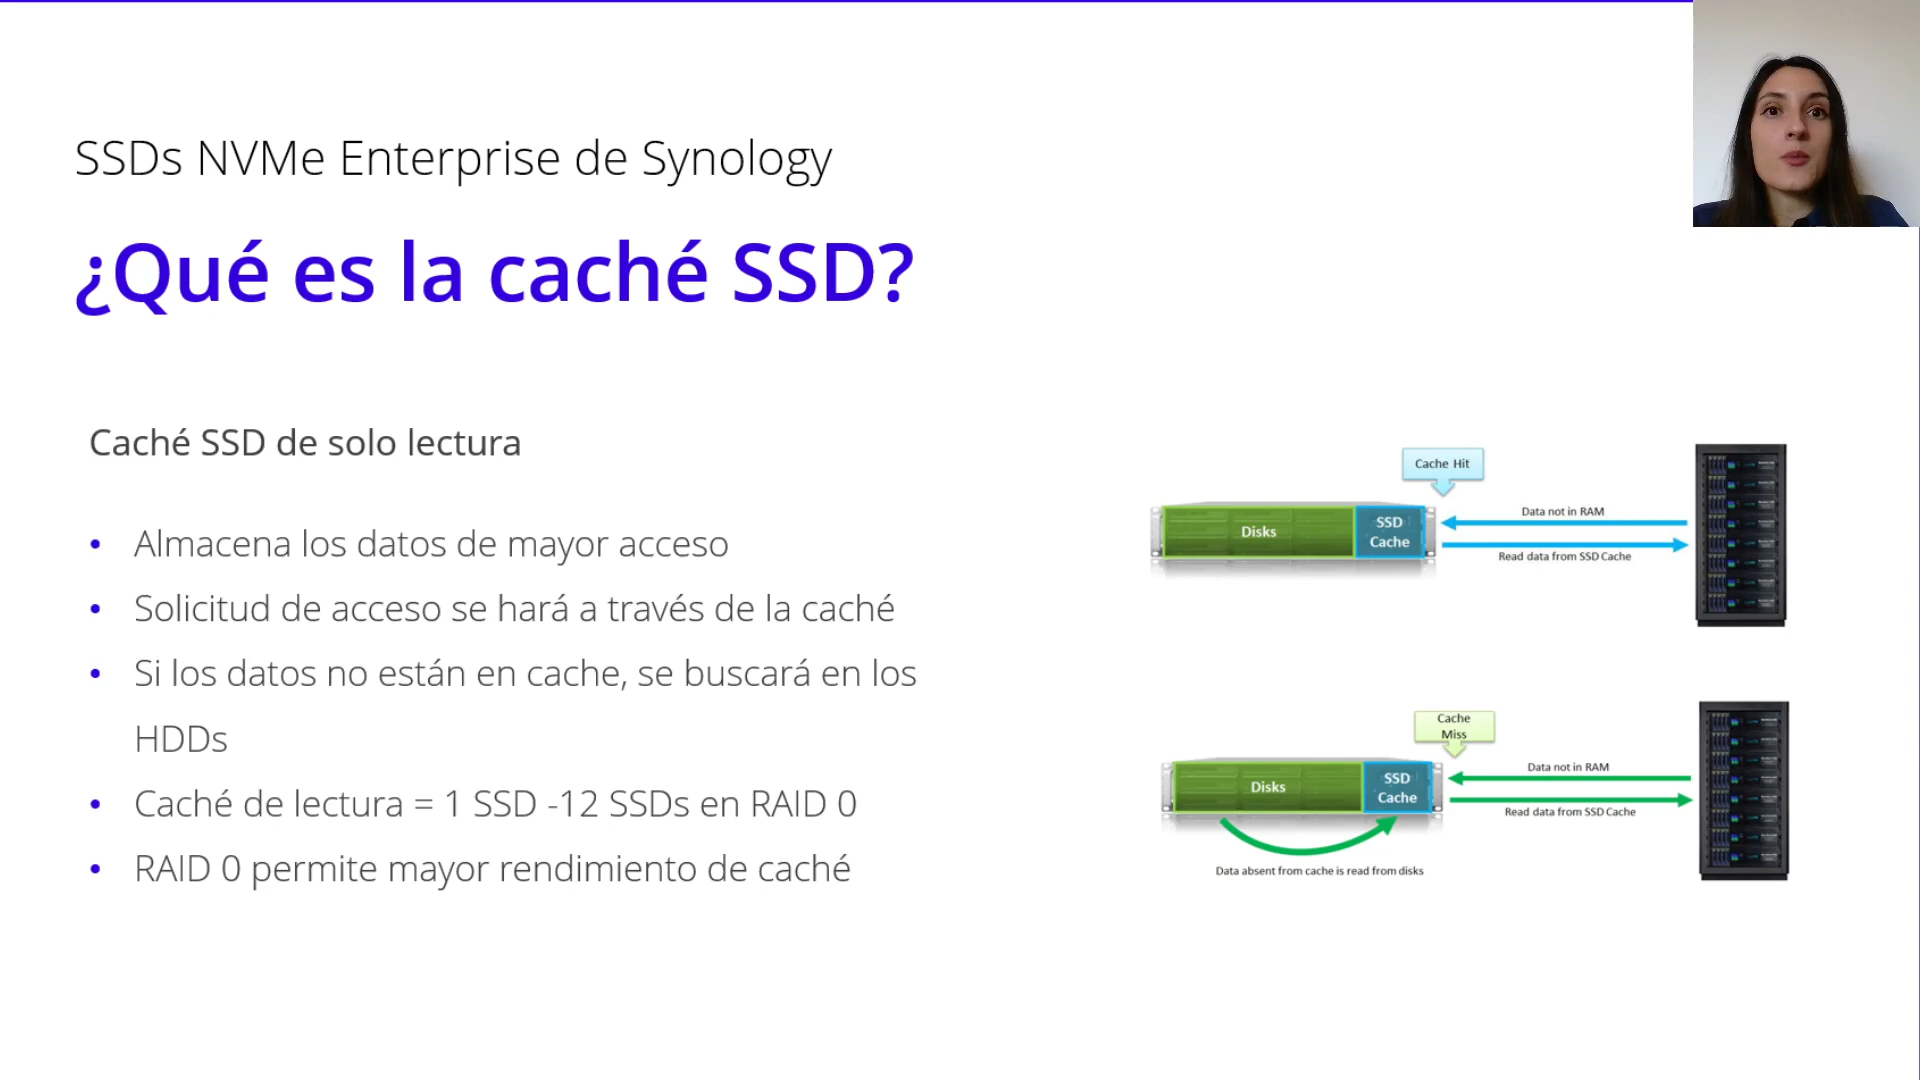 SSDs NVMe Enterprise de Synology
¿Qué es la caché SSD?
Caché SSD de solo lectura
• Almacena los datos de mayor acceso
• Solicitud de acceso se hará a través de la caché
• Si los datos no están en cache, se buscará en los
HDDs
• Caché de lectura = 1 SSD -12 SSDs en RAID 0
• RAID 0 permite mayor rendimiento de caché
Cache Hit
Disks
SSD
Cache
Data not in RAM
Read data from SSD Cache
Cache
Miss
Disks
SSD
Cache
Data not in RAM
Read data from SSD Cache
Data absent from cache is read from disks